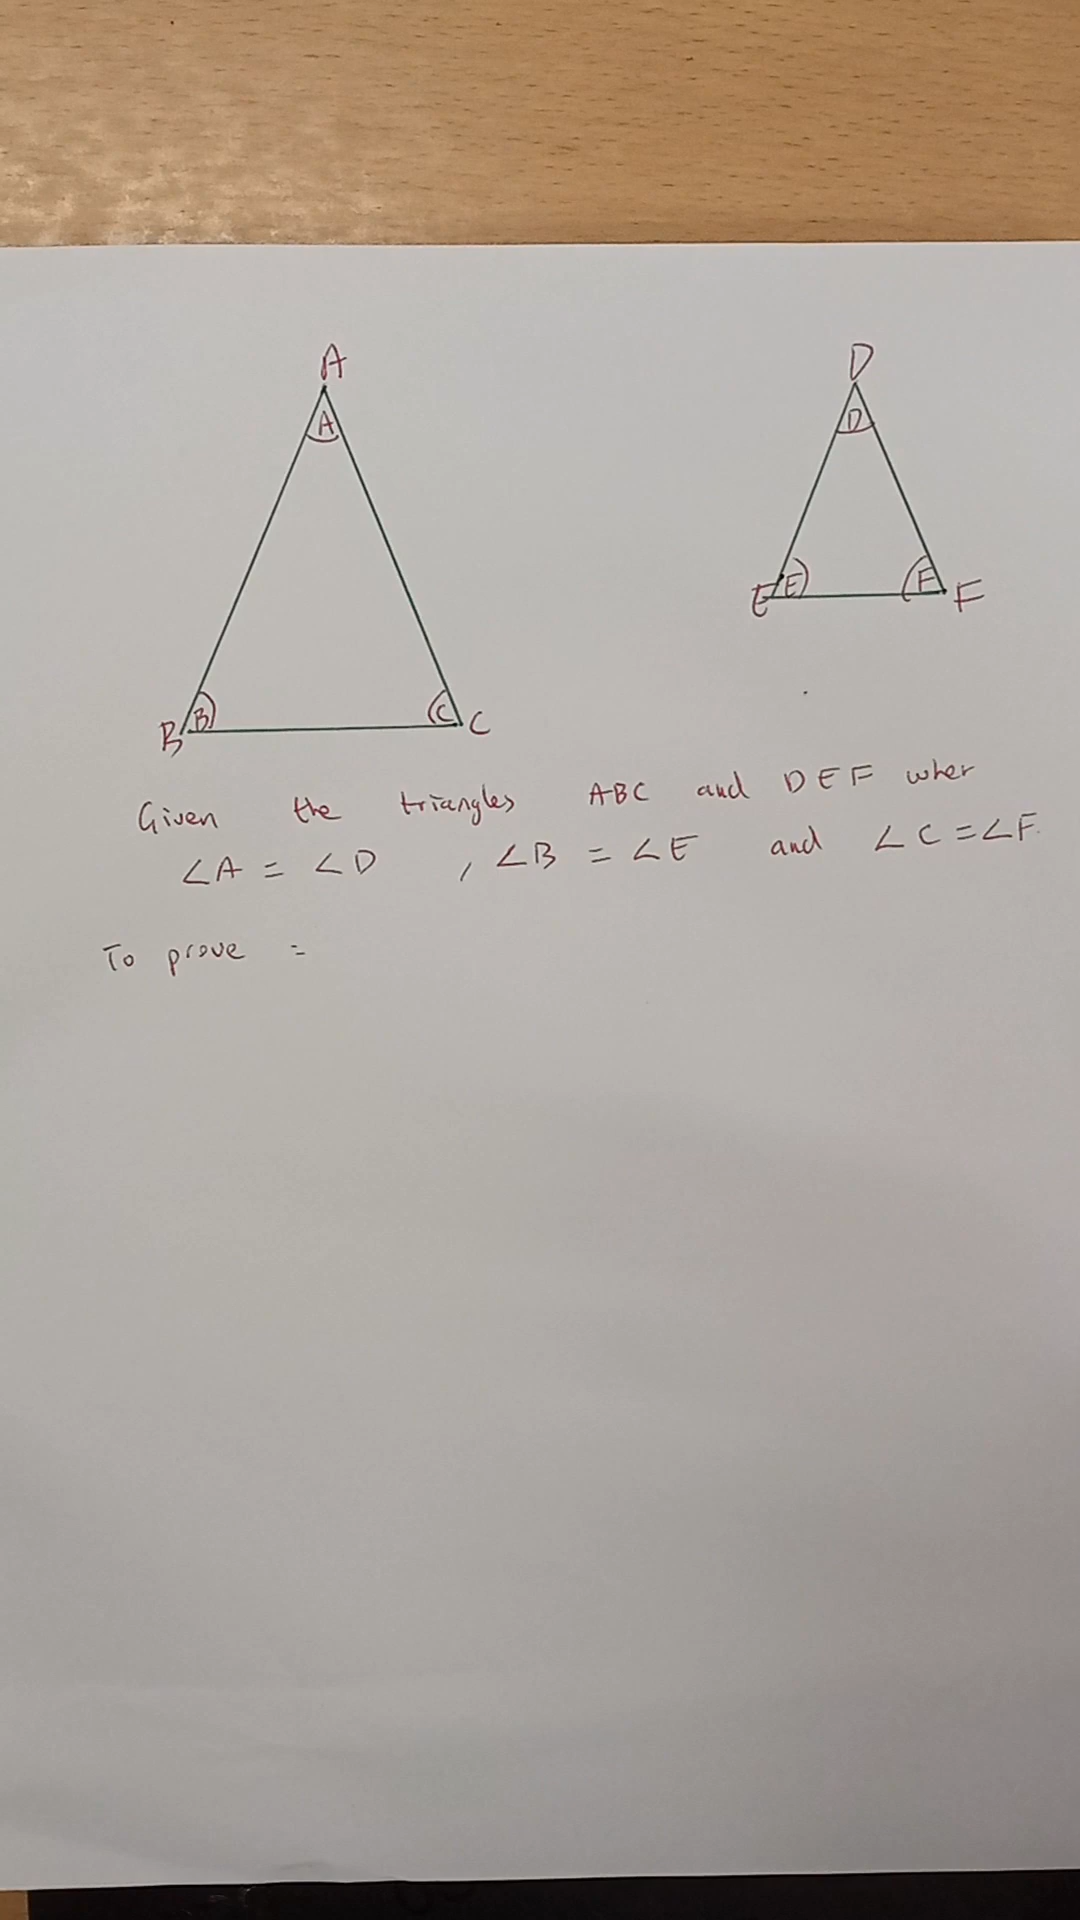 A
D
A
D
E
E
F
F
B
B
C
C
Given the triangles ABC and DEF wher
∠A = ∠D , ∠B = ∠E and ∠C = ∠F.
To prove =